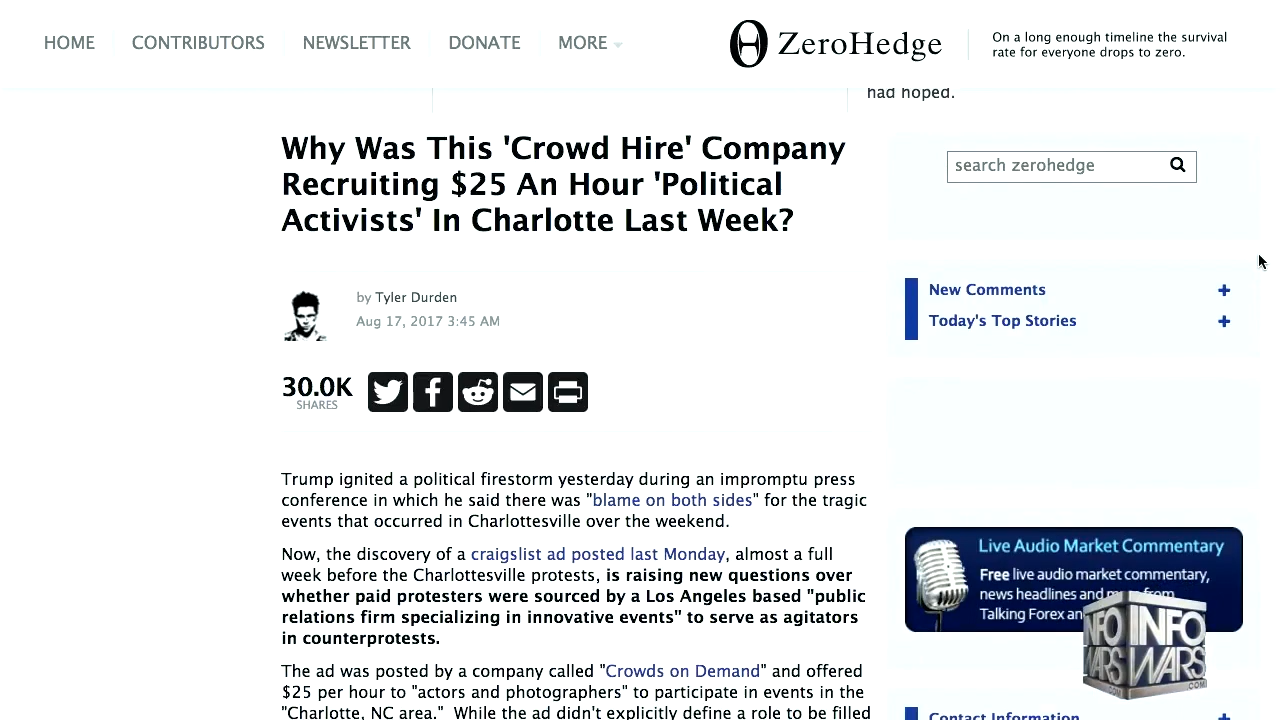 HOME
CONTRIBUTORS
NEWSLETTER
DONATE
MORE
ZeroHedge
On a long enough timeline the survival
rate for everyone drops to zero.
had hoped.
Why Was This 'Crowd Hire' Company
Recruiting $25 An Hour 'Political
Activists' In Charlotte Last Week?
search zerohedge
by Tyler Durden
Aug 17, 2017 3:45 AM
New Comments
Today's Top Stories
30.0K
SHARES
Trump ignited a political firestorm yesterday during an impromptu press
conference in which he said there was "blame on both sides" for the tragic
events that occurred in Charlottesville over the weekend.
Now, the discovery of a craigslist ad posted last Monday, almost a full
week before the Charlottesville protests, is raising new questions over
whether paid protesters were sourced by a Los Angeles based "public
relations firm specializing in innovative events" to serve as agitators
in counterprotests.
The ad was posted by a company called "Crowds on Demand" and offered
$25 per hour to "actors and photographers" to participate in events in the
"Charlotte, NC area." While the ad didn't explicitly define a role to be filled
Live Audio Market Commentary
Free live audio market commentary,
news headlines and from
Talking Forex
INFO
WARS
.COM
INFO
WARS
.COM
Contact Information